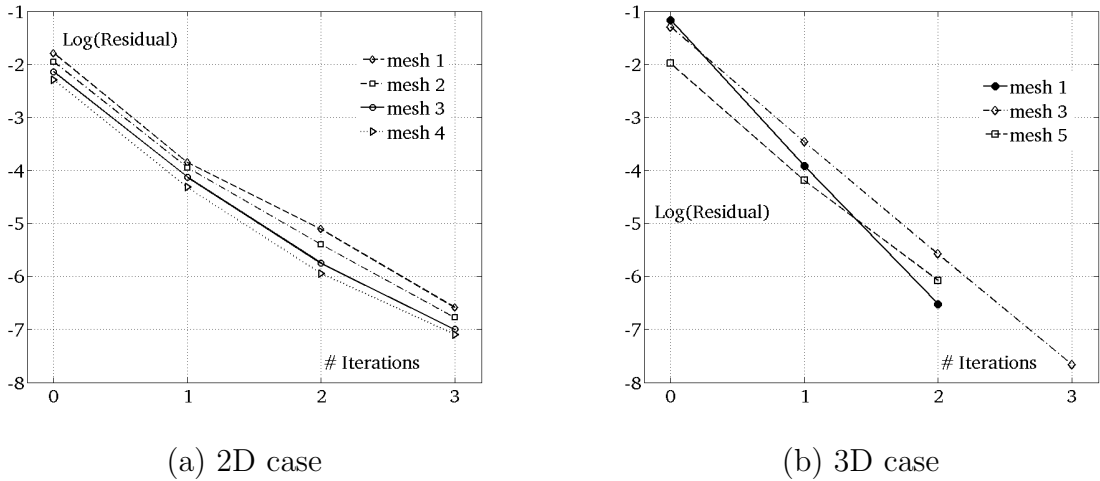 -1
-2
-3
-4
-5
-6
-7
-8
0
1
2
3
Log(Residual)
mesh 1
mesh 2
mesh 3
mesh 4
# Iterations
(a) 2D case
-1
-2
-3
-4
-5
-6
-7
-8
0
1
2
3
mesh 1
mesh 3
mesh 5
Log(Residual)
# Iterations
(b) 3D case